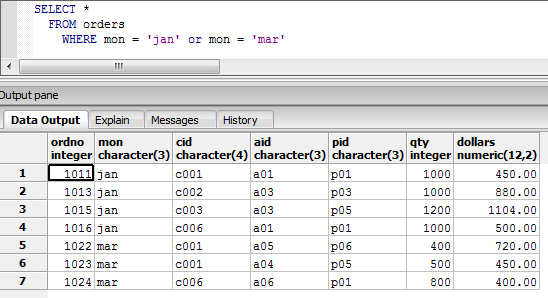 SELECT *
FROM orders
WHERE mon = 'jan' or mon = 'mar'
Output pane
Data Output Explain Messages History
ordno mon cid aid pid qty dollars
integer character(3) character(4) character(3) character(3) integer numeric(12,2)
1 1011 jan c001 a01 p01 1000 450.00
2 1013 jan c002 a03 p03 1000 880.00
3 1015 jan c003 a03 p05 1200 1104.00
4 1016 jan c006 a01 p01 1000 500.00
5 1022 mar c001 a05 p06 400 720.00
6 1023 mar c001 a04 p05 500 450.00
7 1024 mar c006 a06 p01 800 400.00